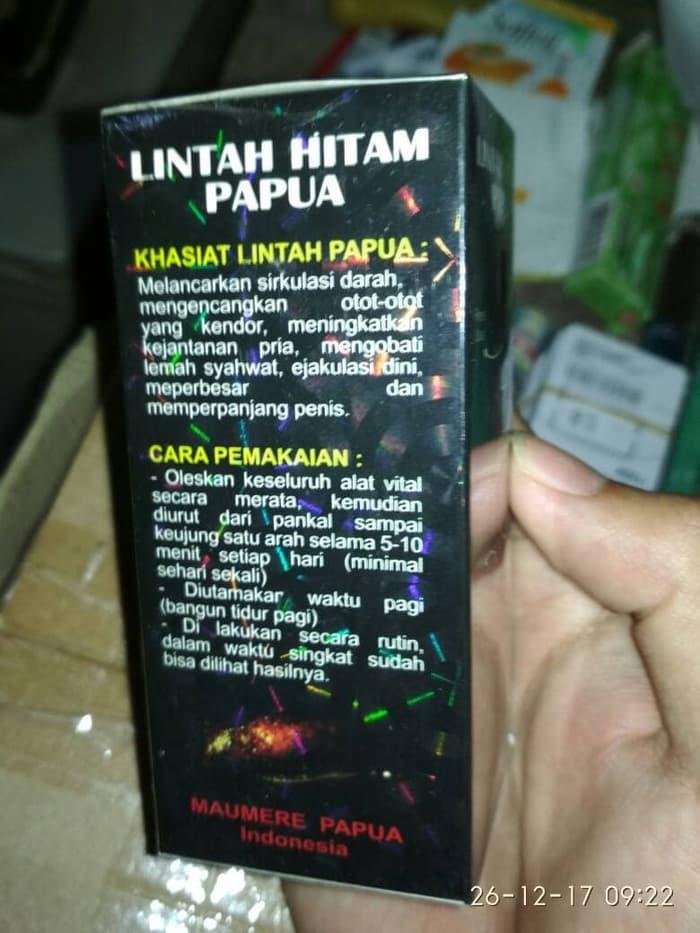 LINTAH HITAM
PAPUA
KHASIAT LINTAH PAPUA :
Melancarkan sirkulasi darah,
mengencangkan otot-otot
yang kendor, meningkatkan
kejantanan pria, mengobati
lemah syahwat, ejakulasi dini,
meperbesar dan
memperpanjang penis.
CARA PEMAKAIAN :
- Oleskan keseluruh alat vital
secara merata, kemudian
diurut dari pankal sampai
keujung satu arah selama 5-10
menit setiap hari (minimal
sehari sekali)
- Diutamakan waktu pagi
(bangun tidur pagi)
- Di lakukan secara rutin,
dalam waktu singkat sudah
bisa dilihat hasilnya.
MAUMERE PAPUA
Indonesia
26-12-17 09:22